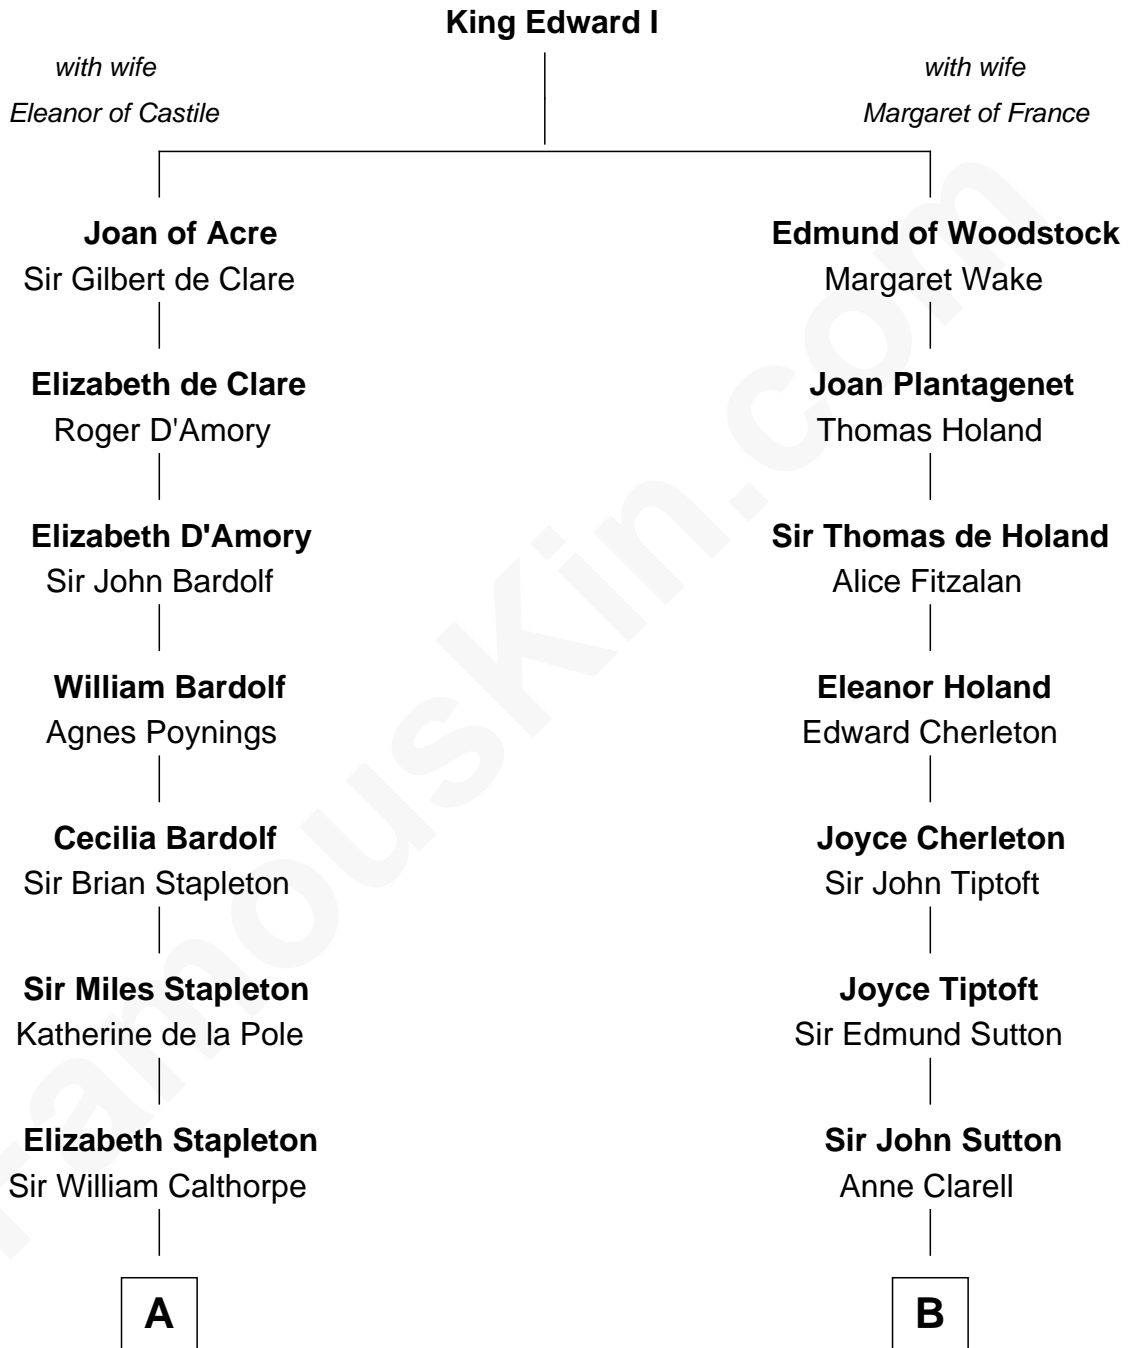 King Edward I
with wife
Eleanor of Castile
with wife
Margaret of France
Joan of Acre
Sir Gilbert de Clare
Edmund of Woodstock
Margaret Wake
Elizabeth de Clare
Roger D'Amory
Joan Plantagenet
Thomas Holand
Elizabeth D'Amory
Sir John Bardolf
Sir Thomas de Holand
Alice Fitzalan
William Bardolf
Agnes Poynings
Eleanor Holand
Edward Cherleton
Cecilia Bardolf
Sir Brian Stapleton
Joyce Cherleton
Sir John Tiptoft
Sir Miles Stapleton
Katherine de la Pole
Joyce Tiptoft
Sir Edmund Sutton
Elizabeth Stapleton
Sir William Calthorpe
Sir John Sutton
Anne Clarell
A
B
FamousKin.com